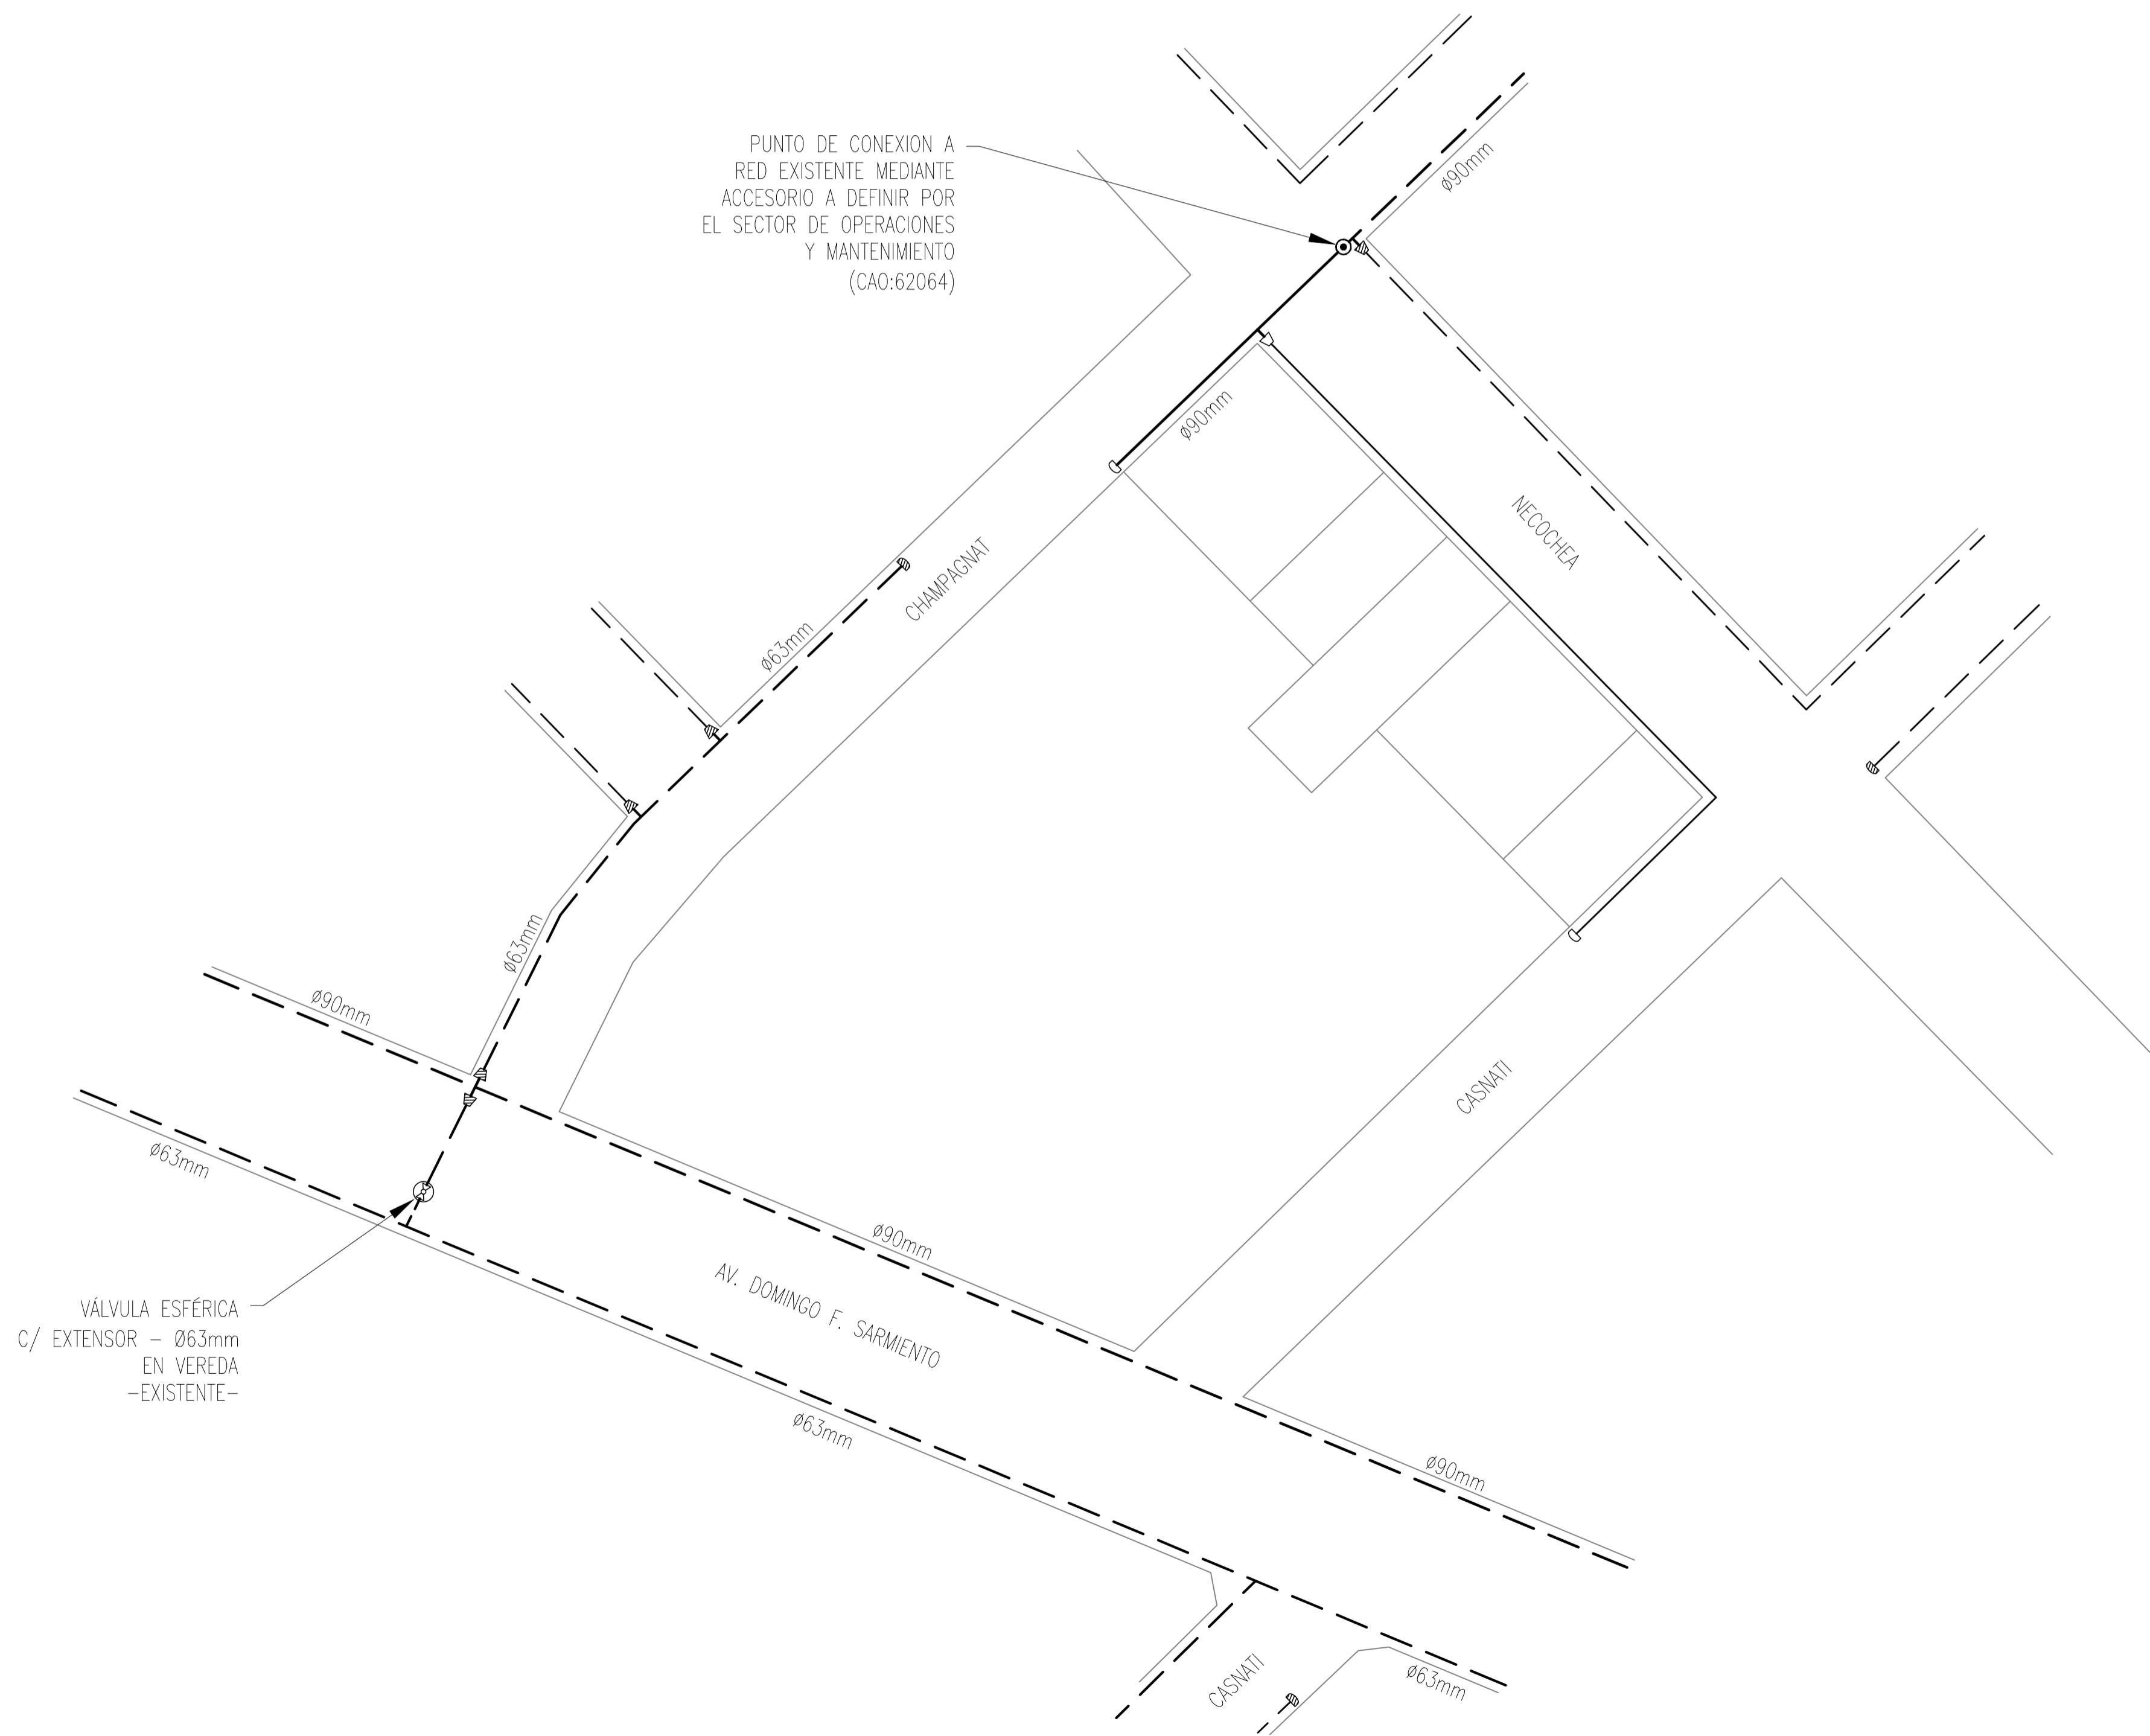 PUNTO DE CONEXION A
RED EXISTENTE MEDIANTE
ACCESORIO A DEFINIR POR
EL SECTOR DE OPERACIONES
Y MANTENIMIENTO
(CAO:62064)
Ø90mm
Ø90mm
NECOCHEA
CHAMPAGNAT
Ø63mm
Ø63mm
Ø90mm
Ø63mm
CASNATI
Ø90mm
AV. DOMINGO F. SARMIENTO
VÁLVULA ESFÉRICA
C/ EXTENSOR - Ø63mm
EN VEREDA
-EXISTENTE-
Ø63mm
Ø90mm
CASNATI
Ø63mm